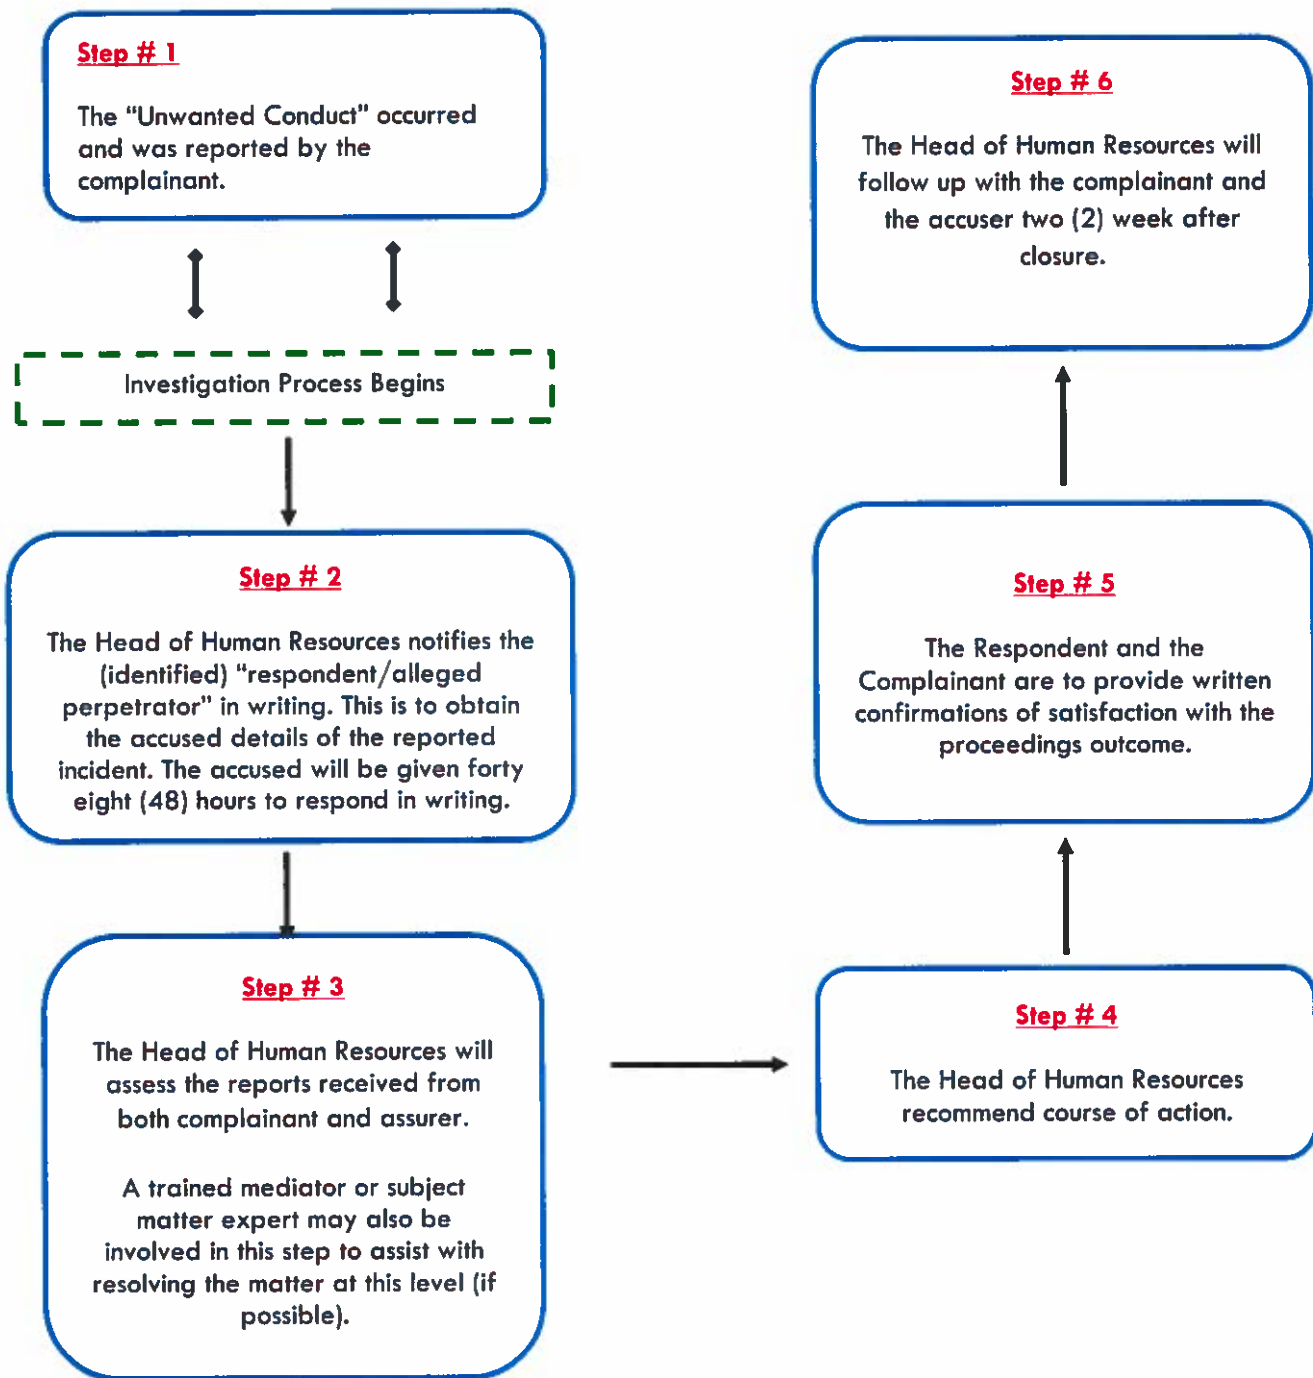 Step # 1
The “Unwanted Conduct” occurred
and was reported by the
complainant.
Investigation Process Begins
Step # 2
The Head of Human Resources notifies the
(identified) “respondent/alleged
perpetrator” in writing. This is to obtain
the accused details of the reported
incident. The accused will be given forty
eight (48) hours to respond in writing.
Step # 3
The Head of Human Resources will
assess the reports received from
both complainant and assurer.
A trained mediator or subject
matter expert may also be
involved in this step to assist with
resolving the matter at this level (if
possible).
Step # 4
The Head of Human Resources
recommend course of action.
Step # 5
The Respondent and the
Complainant are to provide written
confirmations of satisfaction with the
proceedings outcome.
Step # 6
The Head of Human Resources will
follow up with the complainant and
the accuser two (2) week after
closure.